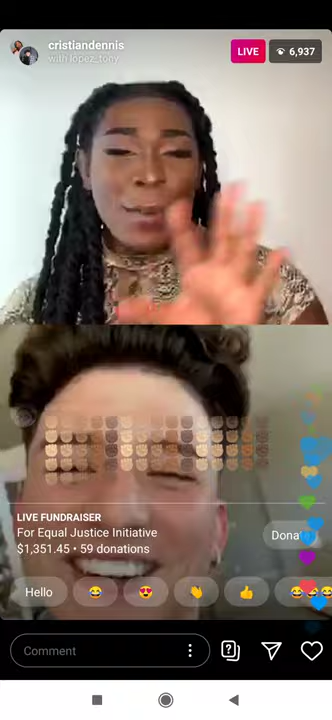 cristiandennis
with lopez_tony
LIVE
6,937
LIVE FUNDRAISER
For Equal Justice Initiative
$1,351.45 • 59 donations
Dona
Hello
Comment